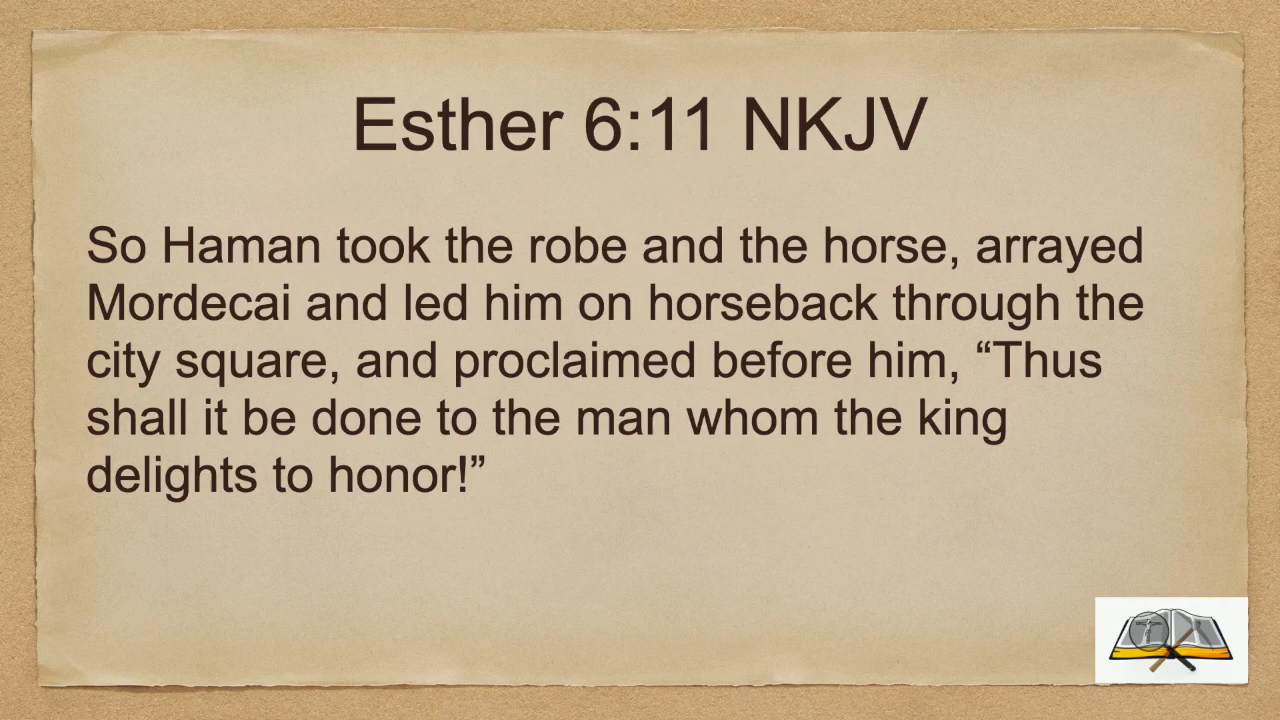 Esther 6:11 NKJV
So Haman took the robe and the horse, arrayed
Mordecai and led him on horseback through the
city square, and proclaimed before him, “Thus
shall it be done to the man whom the king
delights to honor!”